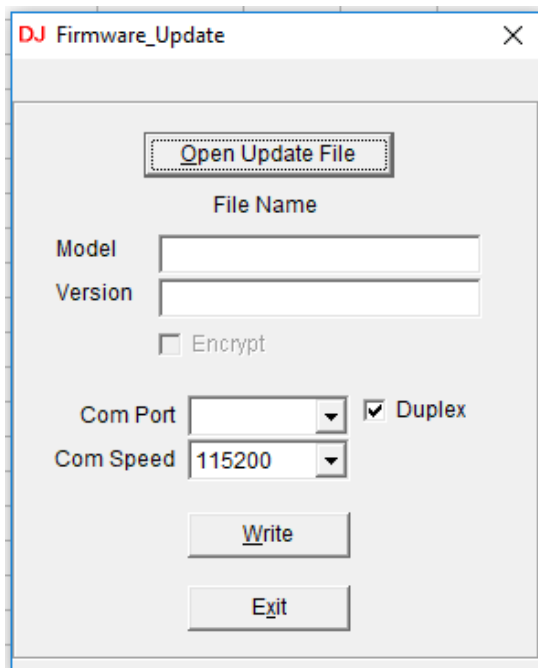 DJ Firmware_Update
Open Update File
File Name
Model
Version
Encrypt
Com Port Duplex
Com Speed 115200
Write
Exit